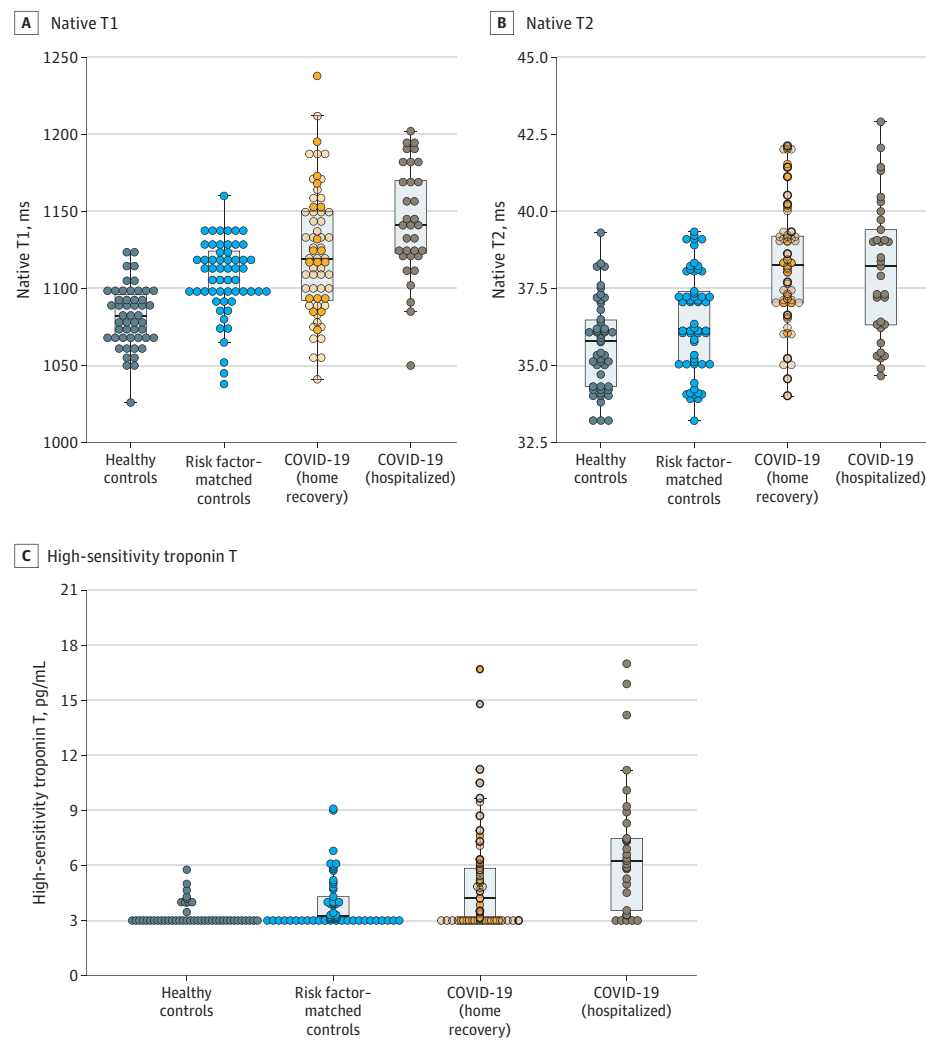 A Native T1
Native T1, ms
1250
1200
1150
1100
1050
1000
Healthy
controls
Risk factor-
matched
controls
COVID-19
(home
recovery)
COVID-19
(hospitalized)
B Native T2
Native T2, ms
45.0
42.5
40.0
37.5
35.0
32.5
Healthy
controls
Risk factor-
matched
controls
COVID-19
(home
recovery)
COVID-19
(hospitalized)
C High-sensitivity troponin T
High-sensitivity troponin T, pg/mL
21
18
15
12
9
6
3
0
Healthy
controls
Risk factor-
matched
controls
COVID-19
(home
recovery)
COVID-19
(hospitalized)